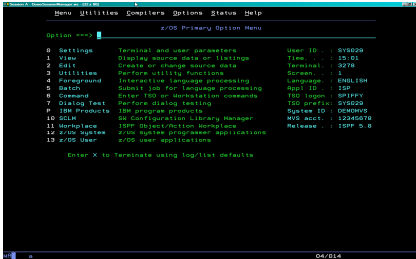 Menu Utilities Compilers Options Status Help
z/OS Primary Option Menu
Option ===>
0 Settings Terminal and user parameters User ID . : SYS029
1 View Display source data or listings Time. . . : 15:01
2 Edit Create or change source data Terminal. : 3278
3 Utilities Perform utility functions Screen. . : 1
4 Foreground Interactive language processing Language. : ENGLISH
5 Batch Submit job for language processing Appl ID . : ISP
6 Command Enter TSO or Workstation commands TSO logon : SPIFFY
7 Dialog Test Perform dialog testing TSO prefix: SYS029
P IBM Products IBM program products System ID : DEMOMVS
10 SCLM SW Configuration Library Manager MVS acct. : 12345678
11 Workplace ISPF Object/Action Workplace Release . : ISPF 5.8
12 z/OS System z/OS system programmer applications
13 z/OS User z/OS user applications
Enter X to Terminate using log/list defaults
a 04/014